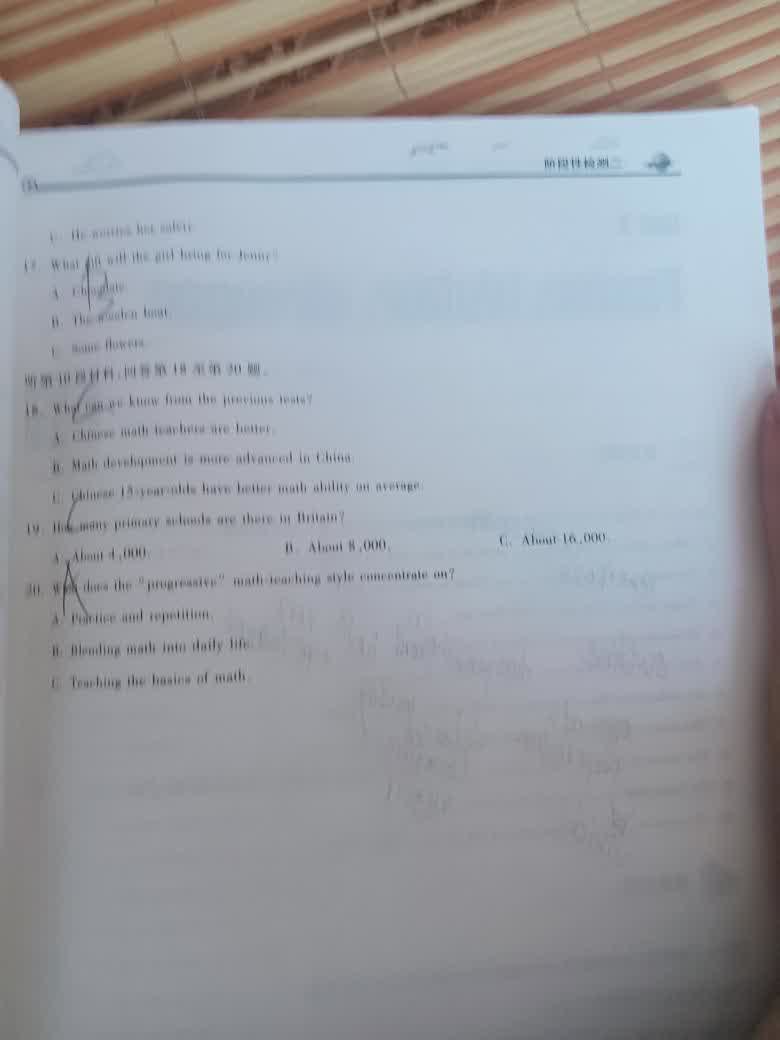 阶段性检测二
C. He worries her safety.
17. What gift will the girl bring for Jenny?
A. Chocolate.
B. The wooden boat.
C. Some flowers.
听第10段材料,回答第18至第20题。
18. What can we know from the previous tests?
A. Chinese math teachers are better.
B. Math development is more advanced in China.
C. Chinese 15-year-olds have better math ability on average.
19. How many primary schools are there in Britain?
A. About 4,000. B. About 8,000. C. About 16,000.
20. What does the "progressive" math-teaching style concentrate on?
A. Practice and repetition.
B. Blending math into daily life.
C. Teaching the basics of math.